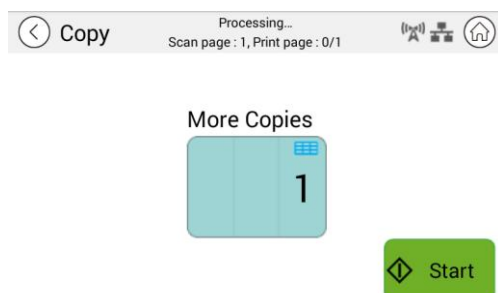 Copy
Processing...
Scan page : 1, Print page : 0/1
More Copies
1
Start